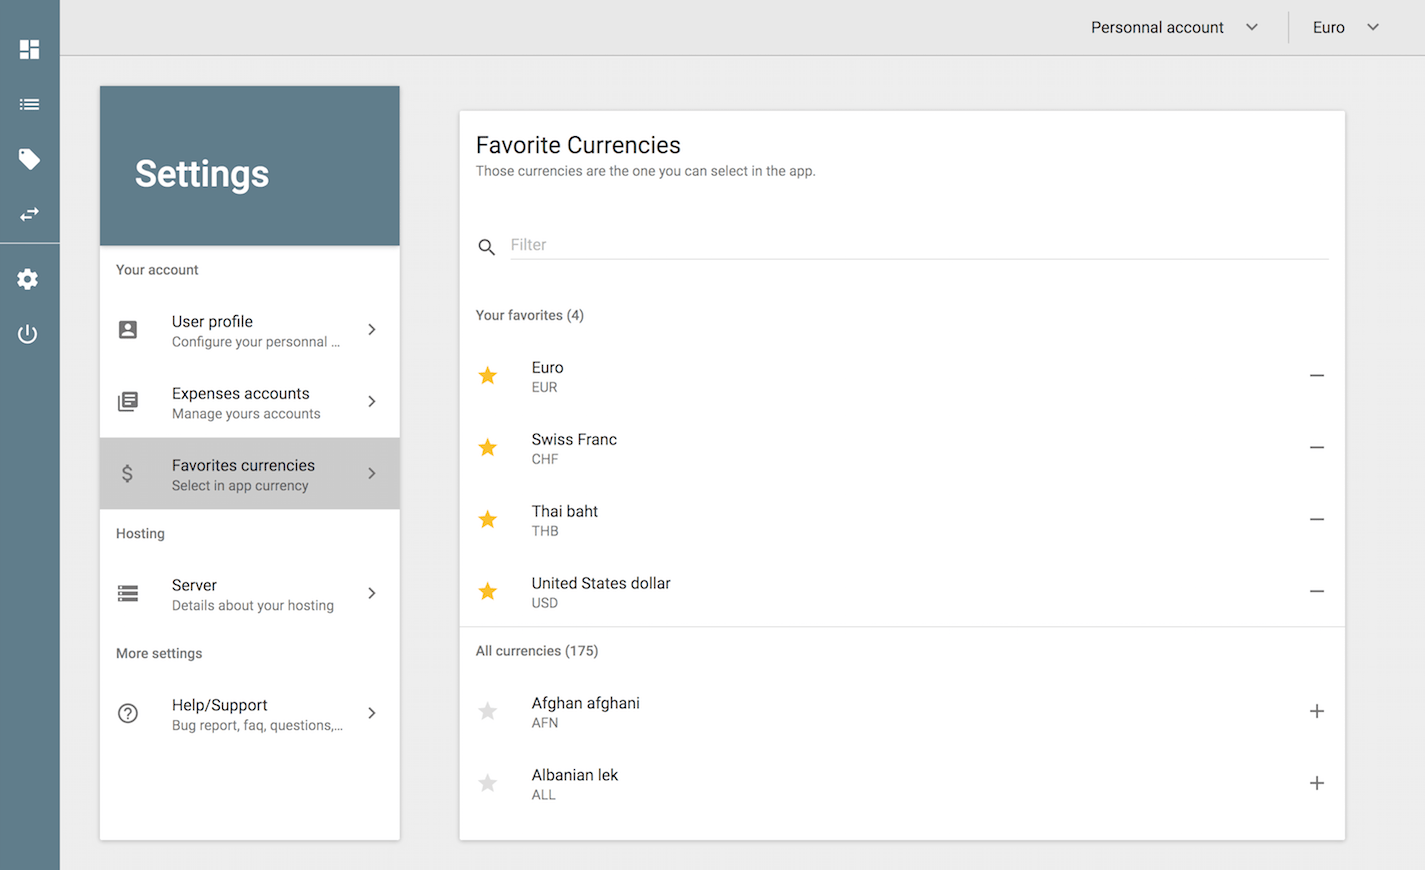 Personnal account
Euro
Settings
Your account
User profile
Configure your personnal ...
Expenses accounts
Manage yours accounts
Favorites currencies
Select in app currency
Hosting
Server
Details about your hosting
More settings
Help/Support
Bug report, faq, questions,...
Favorite Currencies
Those currencies are the one you can select in the app.
Filter
Your favorites (4)
Euro
EUR
Swiss Franc
CHF
Thai baht
THB
United States dollar
USD
All currencies (175)
Afghan afghani
AFN
Albanian lek
ALL